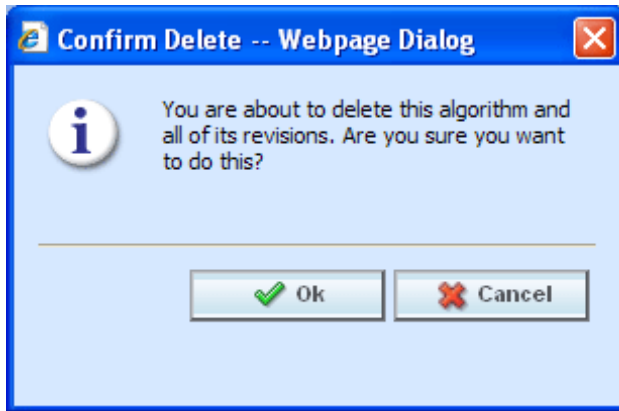 Confirm Delete -- Webpage Dialog
You are about to delete this algorithm and
all of its revisions. Are you sure you want
to do this?
Ok
Cancel